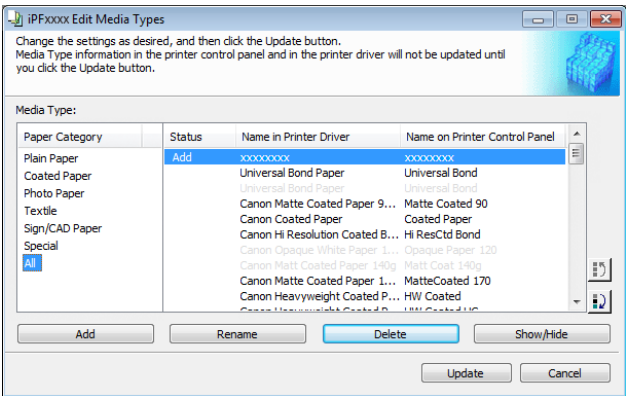 iPFxxxx Edit Media Types
Change the settings as desired, and then click the Update button.
Media Type information in the printer control panel and in the printer driver will not be updated until
you click the Update button.
Media Type:
Paper Category Status Name in Printer Driver Name on Printer Control Panel
Plain Paper Add xxxxxxxx xxxxxxxx
Coated Paper Universal Bond Paper Universal Bond
Photo Paper Universal Bond Paper Universal Bond
Textile Canon Matte Coated Paper 9... Matte Coated 90
Sign/CAD Paper Canon Coated Paper Coated Paper
Special Canon Hi Resolution Coated B... Hi ResCtd Bond
All Canon Opaque White Paper 1... Opaque Paper 120
Canon Matt Coated Paper 140g Matt Coat 140g
Canon Matte Coated Paper 1... MatteCoated 170
Canon Heavyweight Coated P... HW Coated
Canon Heavyweight Coated P... HW Coated HG
Add Rename Delete Show/Hide
Update Cancel